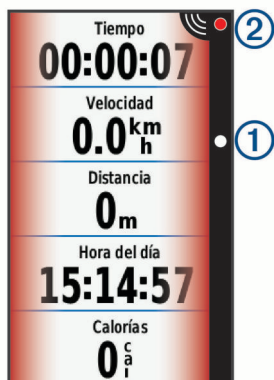 Tiempo
00:00:07
②
Velocidad
0.0 km h
①
Distancia
0m
Hora del día
15:14:57
Calorías
0 cal